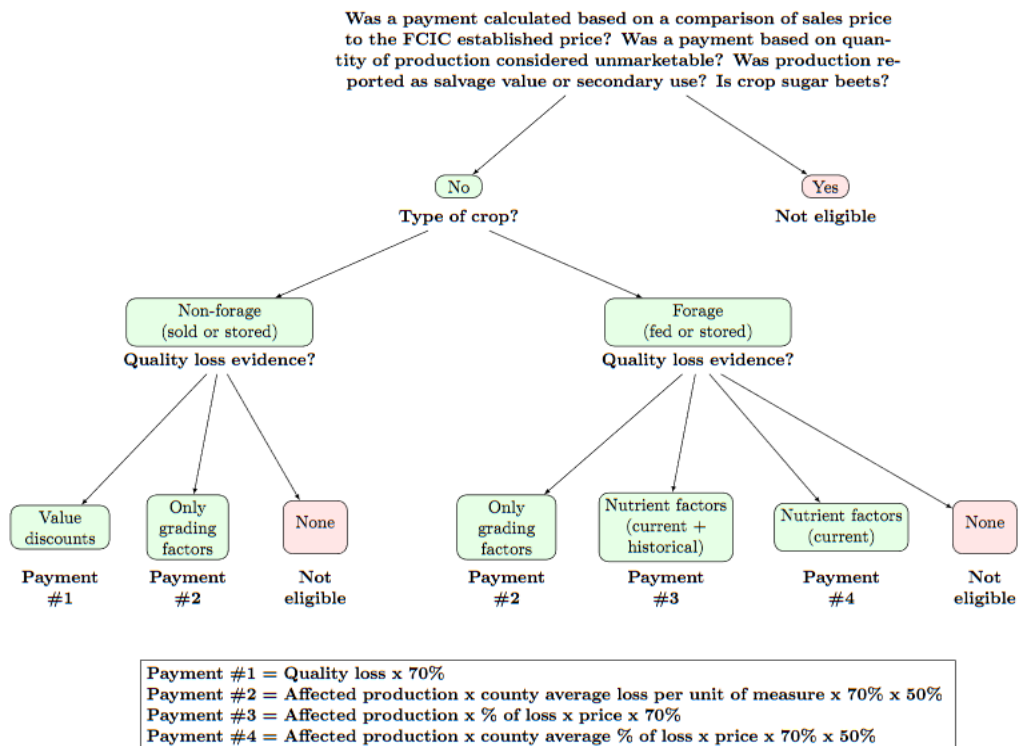 Was a payment calculated based on a comparison of sales price
to the FCIC established price? Was a payment based on quan-
tity of production considered unmarketable? Was production re-
ported as salvage value or secondary use? Is crop sugar beets?
No
Yes
Type of crop?
Not eligible
Non-forage
(sold or stored)
Forage
(fed or stored)
Quality loss evidence?
Quality loss evidence?
Value
discounts
Only
grading
factors
None
Only
grading
factors
Nutrient factors
(current +
historical)
Nutrient factors
(current)
None
Payment
#1
Payment
#2
Not
eligible
Payment
#2
Payment
#3
Payment
#4
Not
eligible
Payment #1 = Quality loss x 70%
Payment #2 = Affected production x county average loss per unit of measure x 70% x 50%
Payment #3 = Affected production x % of loss x price x 70%
Payment #4 = Affected production x county average % of loss x price x 70% x 50%